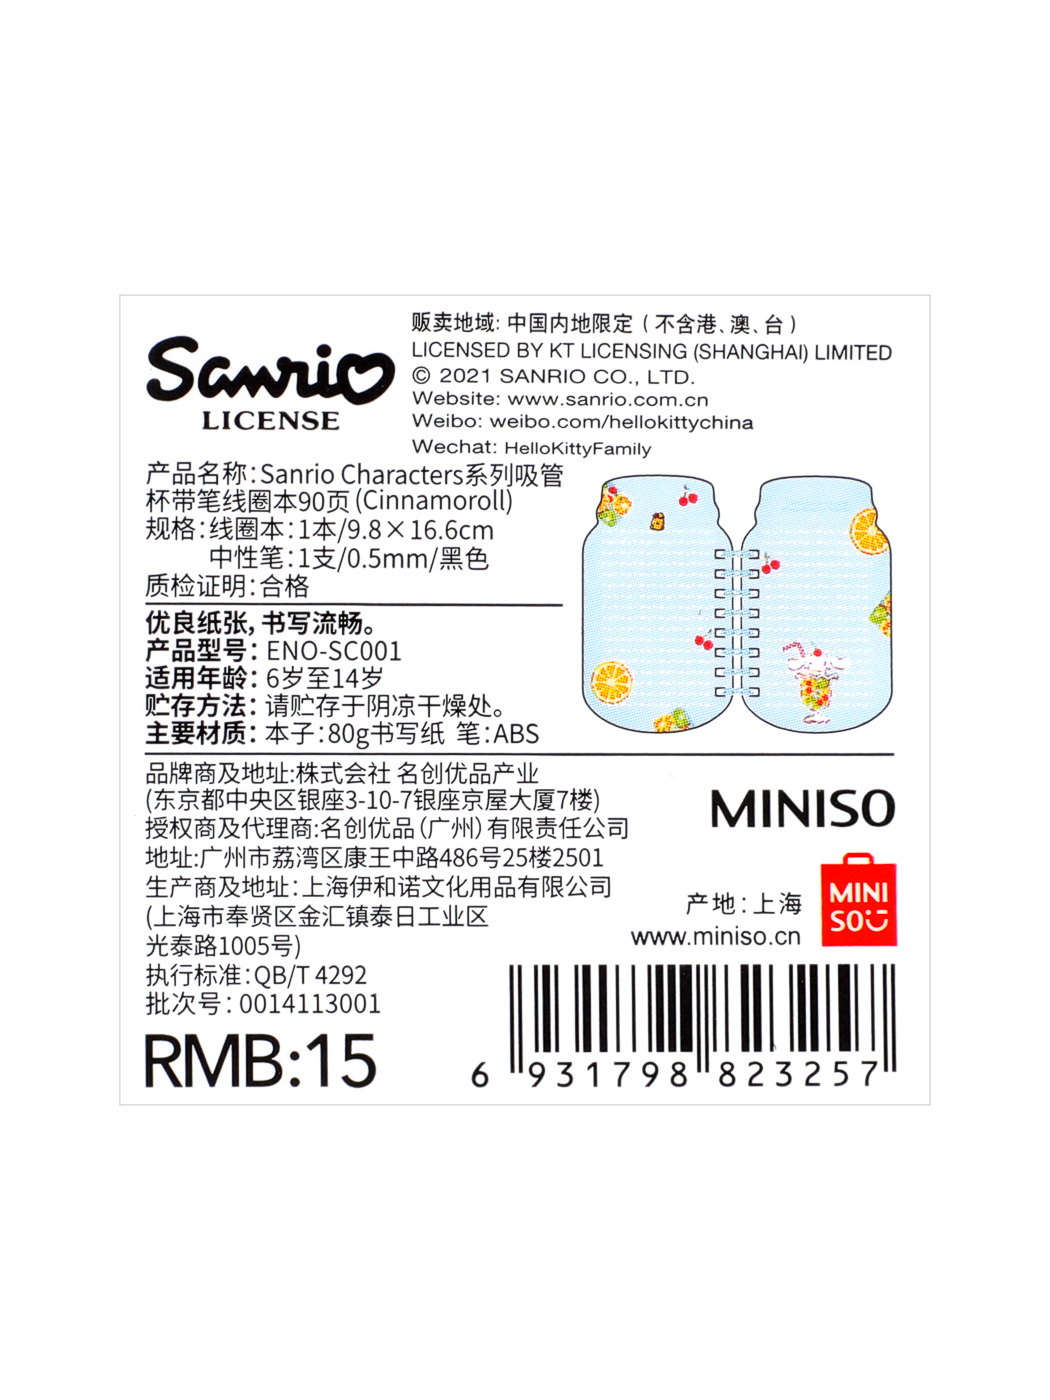 Sanrio
LICENSE
贩卖地域: 中国内地限定（不含港、澳、台）
LICENSED BY KT LICENSING (SHANGHAI) LIMITED
© 2021 SANRIO CO., LTD.
Website: www.sanrio.com.cn
Weibo: weibo.com/hellokittychina
Wechat: HelloKittyFamily
产品名称:Sanrio Characters系列吸管
杯带笔线圈本90页(Cinnamoroll)
规格:线圈本:1本/9.8×16.6cm
中性笔:1支/0.5mm/黑色
质检证明:合格
优良纸张, 书写流畅。
产品型号: ENO-SC001
适用年龄: 6岁至14岁
贮存方法: 请贮存于阴凉干燥处。
主要材质: 本子:80g书写纸 笔:ABS
品牌商及地址:株式会社 名创优品产业
(东京都中央区银座3-10-7银座京屋大厦7楼)
授权商及代理商:名创优品(广州)有限责任公司
地址:广州市荔湾区康王中路486号25楼2501
生产商及地址:上海伊和诺文化用品有限公司
(上海市奉贤区金汇镇泰日工业区
光泰路1005号)
执行标准:QB/T 4292
批次号:0014113001
RMB:15
MINISO
MINI
SO
产地:上海
www.miniso.cn
6 931798 823257